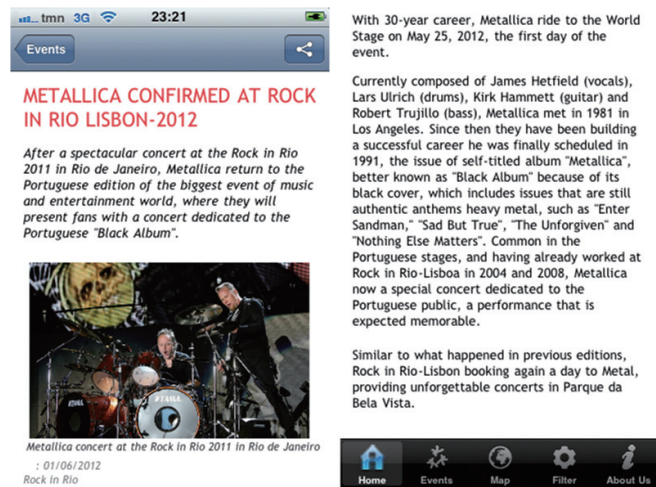 tmn 3G 23:21
Events
METALLICA CONFIRMED AT ROCK
IN RIO LISBON-2012
After a spectacular concert at the Rock in Rio
2011 in Rio de Janeiro, Metallica return to the
Portuguese edition of the biggest event of music
and entertainment world, where they will
present fans with a concert dedicated to the
Portuguese "Black Album".
TAMA
TAMA
Metallica concert at the Rock in Rio 2011 in Rio de Janeiro
: 01/06/2012
Rock in Rio
With 30-year career, Metallica ride to the World
Stage on May 25, 2012, the first day of the
event.
Currently composed of James Hetfield (vocals),
Lars Ulrich (drums), Kirk Hammett (guitar) and
Robert Trujillo (bass), Metallica met in 1981 in
Los Angeles. Since then they have been building
a successful career he was finally scheduled in
1991, the issue of self-titled album "Metallica",
better known as "Black Album" because of its
black cover, which includes issues that are still
authentic anthems heavy metal, such as "Enter
Sandman," "Sad But True", "The Unforgiven" and
"Nothing Else Matters". Common in the
Portuguese stages, and having already worked at
Rock in Rio-Lisboa in 2004 and 2008, Metallica
now a special concert dedicated to the
Portuguese public, a performance that is
expected memorable.
Similar to what happened in previous editions,
Rock in Rio-Lisbon booking again a day to Metal,
providing unforgettable concerts in Parque da
Bela Vista.
Home Events Map Filter About Us